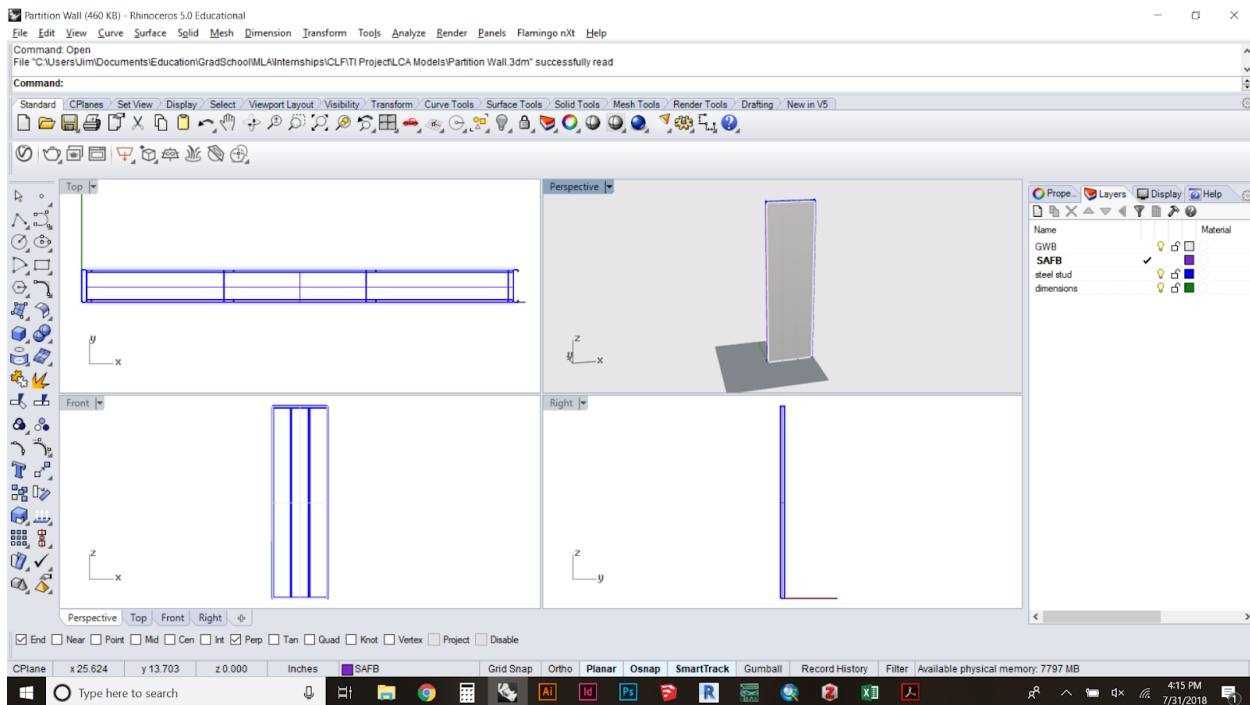 Partition Wall (460 KB) - Rhinoceros 5.0 Educational
File Edit View Curve Surface Solid Mesh Dimension Transform Tools Analyze Render Panels Flamingo nXt Help
Command: Open
File "C:\Users\Jim\Documents\Education\GradSchool\MLA\Internships\CLF\TI Project\LCA Models\Partition Wall.3dm" successfully read
Command:
Standard CPlanes Set View Display Select Viewport Layout Visibility Transform Curve Tools Surface Tools Solid Tools Mesh Tools Render Tools Drafting New in V5
Top
y
x
Perspective
z
y
x
Prope... Layers Display Help
Name Material
GWB
SAFB
steel stud
dimensions
Front
z
x
Right
z
y
Perspective Top Front Right
End Near Point Mid Cen Int Perp Tan Quad Knot Vertex Project Disable
CPlane x 25.624 y 13.703 z 0.000 Inches SAFB Grid Snap Ortho Planar Osnap SmartTrack Gumball Record History Filter Available physical memory: 7797 MB
Type here to search
Ai Id Ps R
4:15 PM
7/31/2018
1